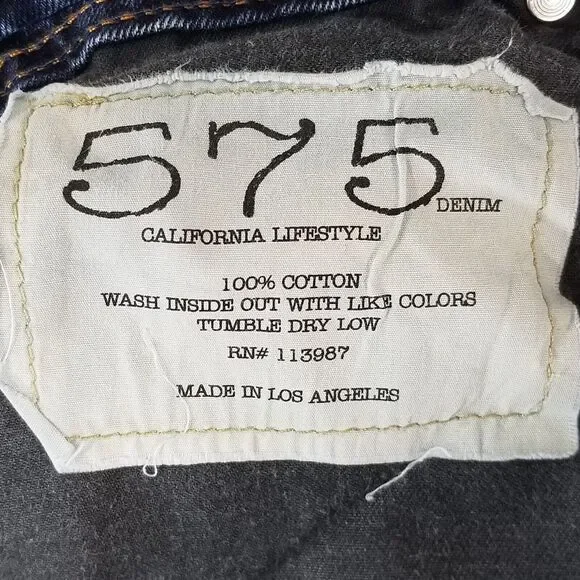 575 DENIM
CALIFORNIA LIFESTYLE
100% COTTON
WASH INSIDE OUT WITH LIKE COLORS
TUMBLE DRY LOW
RN# 113987
MADE IN LOS ANGELES